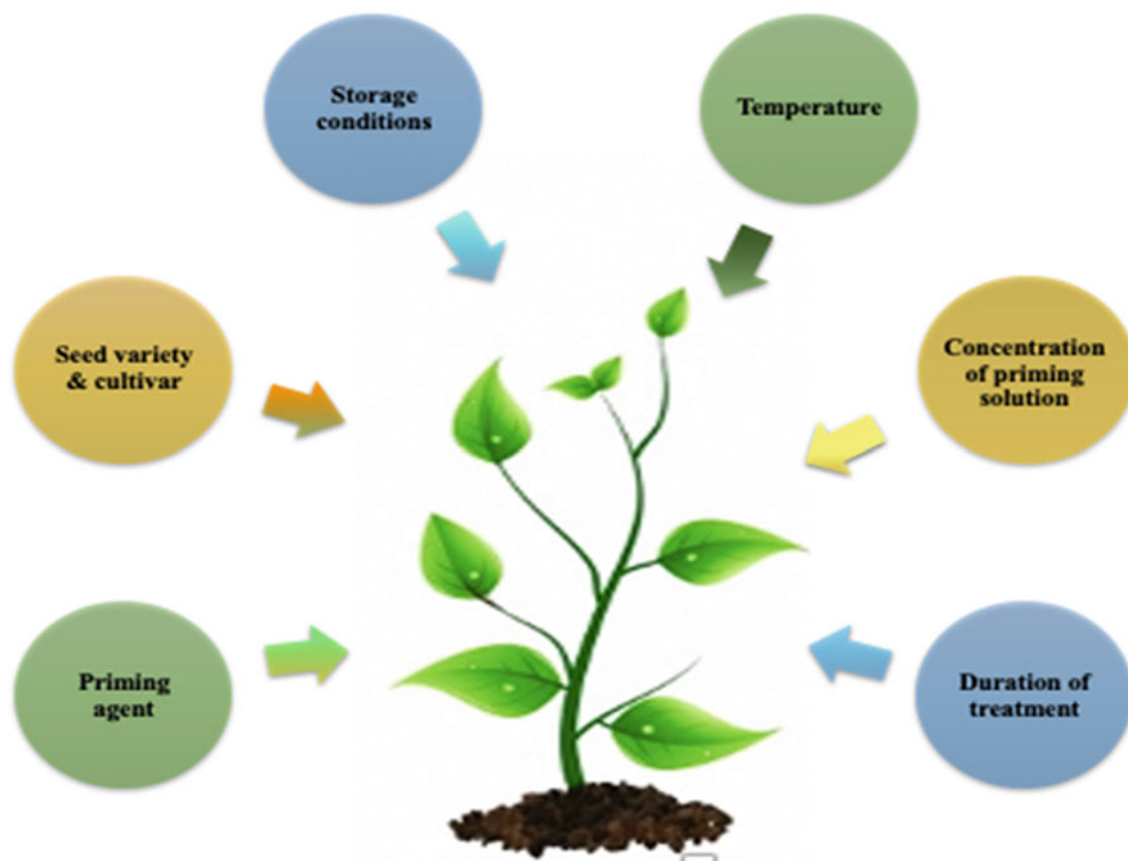 Storage
conditions
Temperature
Seed variety
& cultivar
Concentration
of priming
solution
Priming
agent
Duration of
treatment